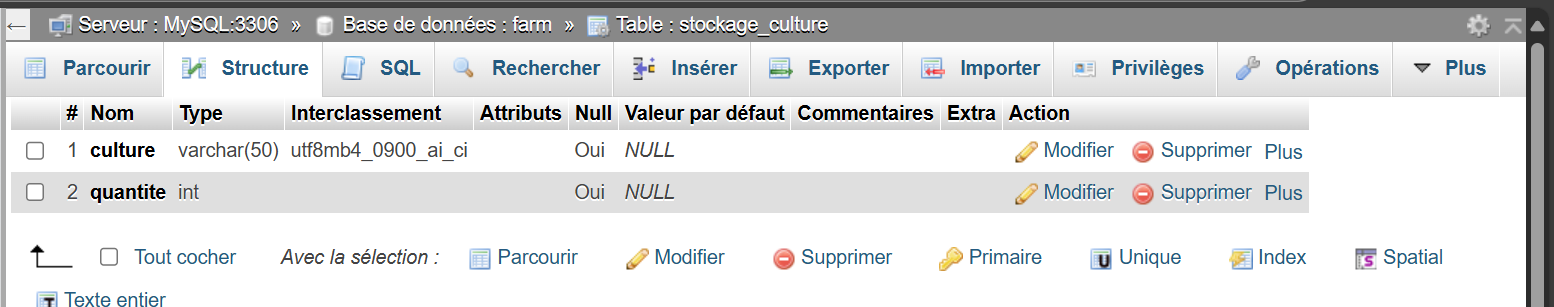 ← Serveur : MySQL:3306 » Base de données : farm » Table : stockage_culture
Parcourir Structure SQL Rechercher Insérer Exporter Importer Privilèges Opérations Plus
# Nom Type Interclassement Attributs Null Valeur par défaut Commentaires Extra Action
1 culture varchar(50) utf8mb4_0900_ai_ci Oui NULL Modifier Supprimer Plus
2 quantite int Oui NULL Modifier Supprimer Plus
Tout cocher Avec la sélection : Parcourir Modifier Supprimer Primaire Unique Index Spatial
Texte entier